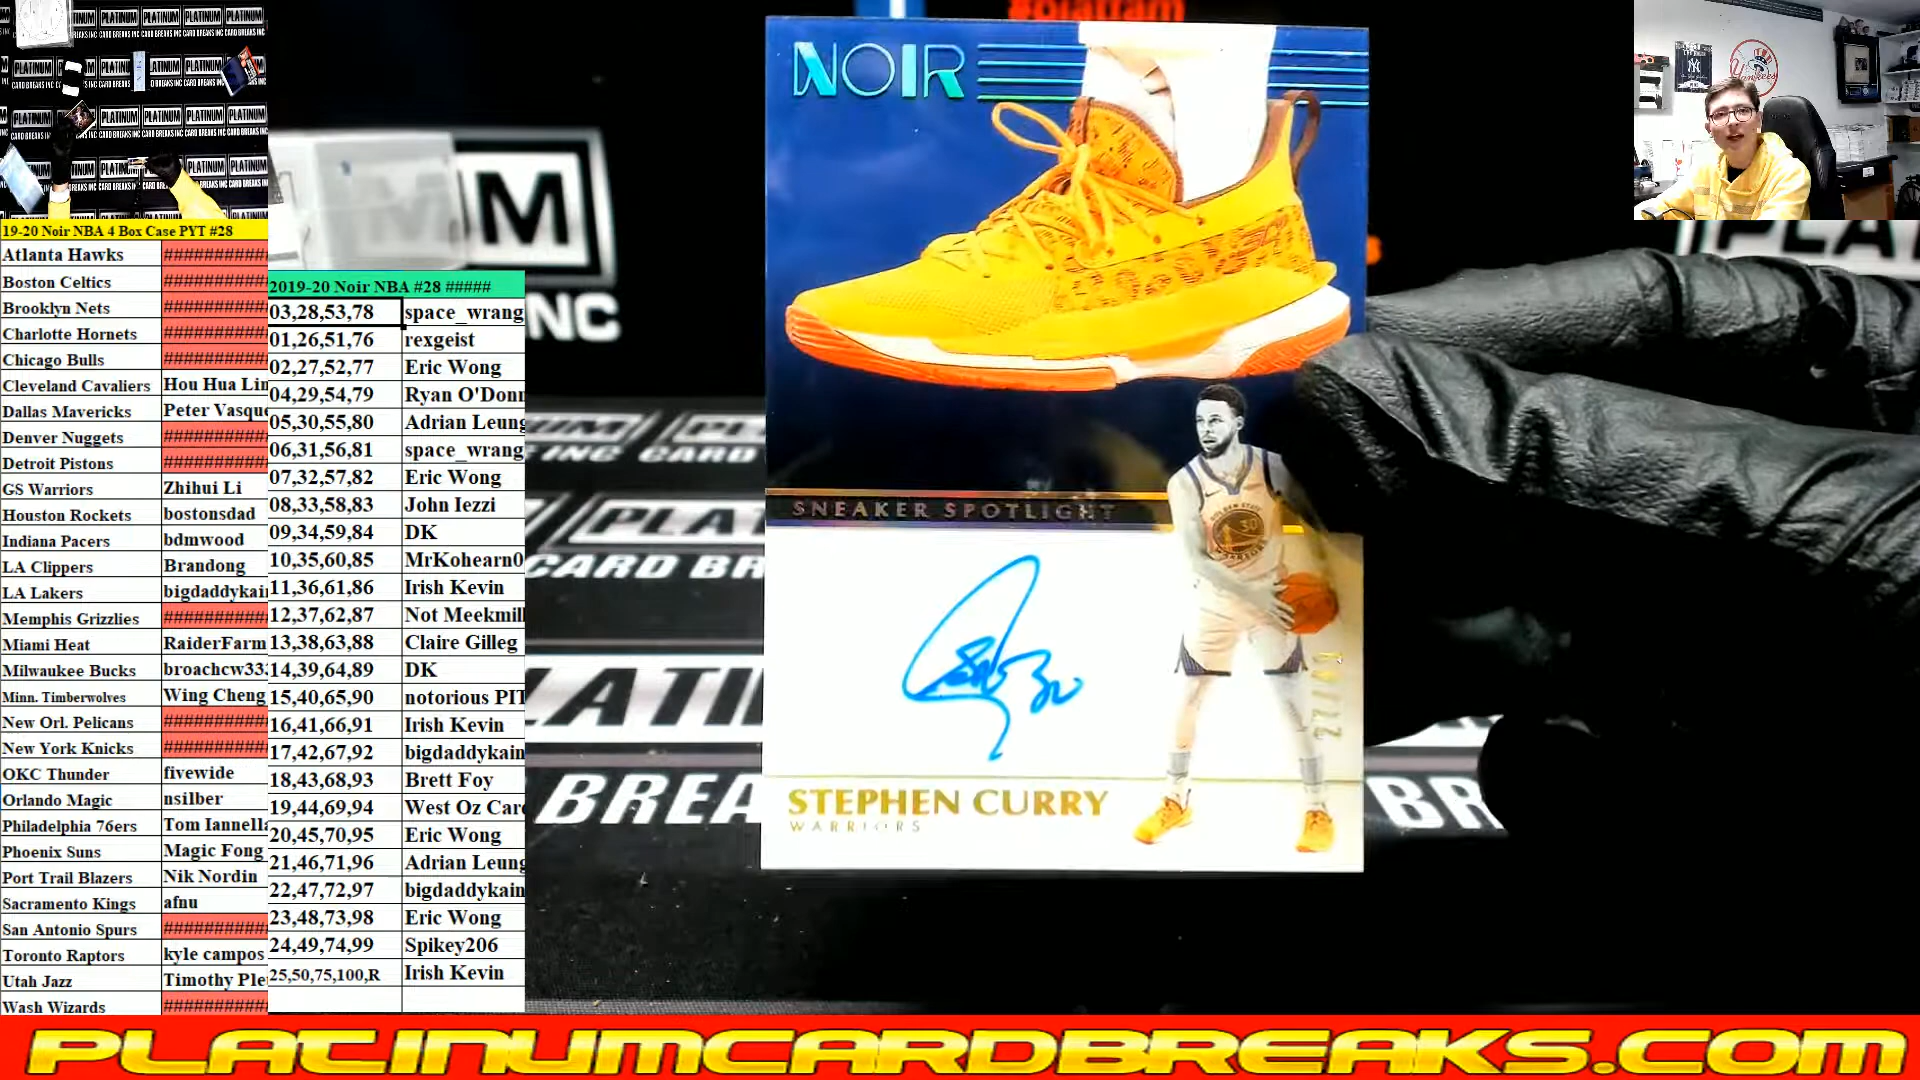 19-20 Noir NBA 4 Box Case PYT #28
Atlanta Hawks ###########
Boston Celtics ###########
Brooklyn Nets ###########
Charlotte Hornets ###########
Chicago Bulls ###########
Cleveland Cavaliers Hou Hua Lin
Dallas Mavericks Peter Vasque
Denver Nuggets ###########
Detroit Pistons ###########
GS Warriors Zhihui Li
Houston Rockets bostonsdad
Indiana Pacers bdmwood
LA Clippers Brandong
LA Lakers bigdaddykai
Memphis Grizzlies ###########
Miami Heat RaiderFarm
Milwaukee Bucks broachcw333
Minn. Timberwolves Wing Cheng
New Orl. Pelicans ###########
New York Knicks ###########
OKC Thunder fivewide
Orlando Magic nsilber
Philadelphia 76ers Tom Iannella
Phoenix Suns Magic Fong
Port Trail Blazers Nik Nordin
Sacramento Kings afnu
San Antonio Spurs ###########
Toronto Raptors kyle campos
Utah Jazz Timothy Ple
Wash Wizards ###########
2019-20 Noir NBA #28 #####
03,28,53,78 space_wrang
01,26,51,76 rexgeist
02,27,52,77 Eric Wong
04,29,54,79 Ryan O'Donn
05,30,55,80 Adrian Leung
06,31,56,81 space_wrang
07,32,57,82 Eric Wong
08,33,58,83 John Iezzi
09,34,59,84 DK
10,35,60,85 MrKohearn0
11,36,61,86 Irish Kevin
12,37,62,87 Not Meekmill
13,38,63,88 Claire Gilleg
14,39,64,89 DK
15,40,65,90 notorious PIT
16,41,66,91 Irish Kevin
17,42,67,92 bigdaddykain
18,43,68,93 Brett Foy
19,44,69,94 West Oz Card
20,45,70,95 Eric Wong
21,46,71,96 Adrian Leung
22,47,72,97 bigdaddykain
23,48,73,98 Eric Wong
24,49,74,99 Spikey206
25,50,75,100,R Irish Kevin
NOIR
SNEAKER SPOTLIGHT
30
STEPHEN CURRY
WARRIORS
Yankees
PLATINUMCARDBREAKS.COM